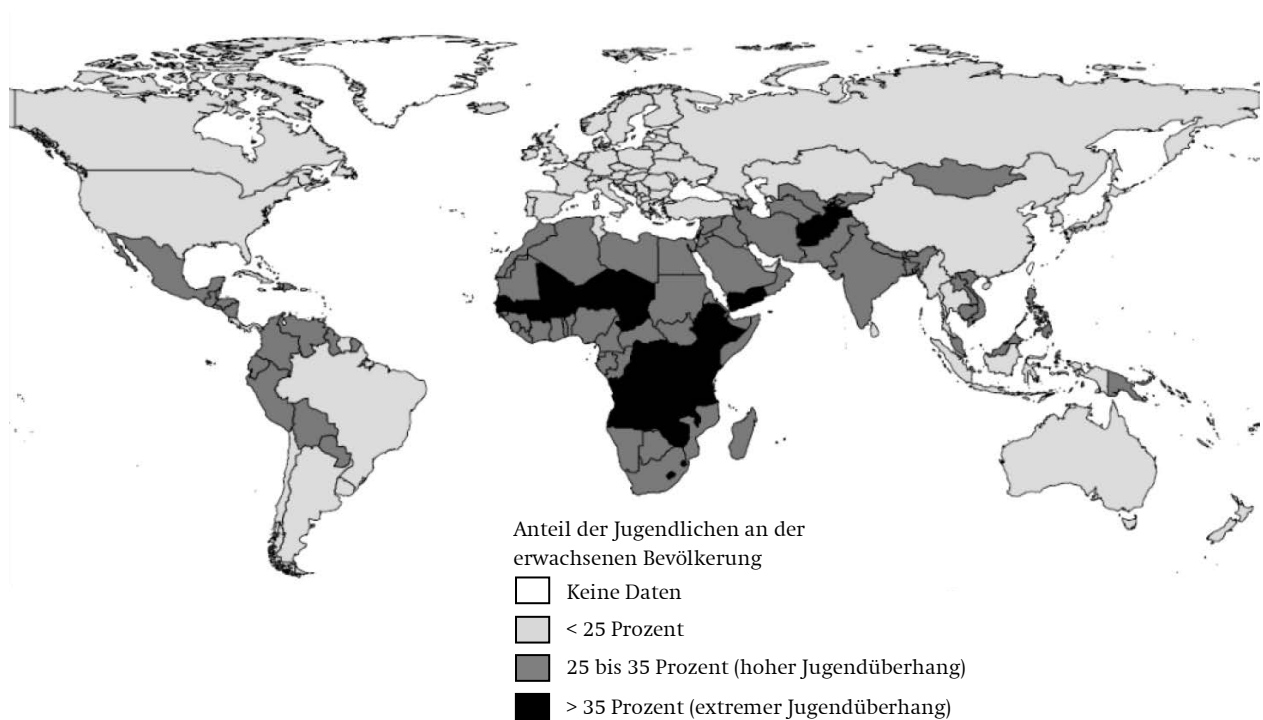 Anteil der Jugendlichen an der
erwachsenen Bevölkerung
Keine Daten
< 25 Prozent
25 bis 35 Prozent (hoher Jugendüberhang)
> 35 Prozent (extremer Jugendüberhang)